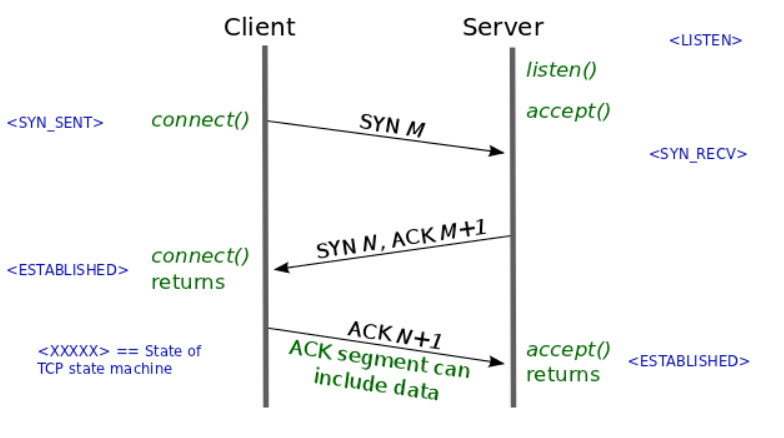 Client
Server
<LISTEN>
listen()
accept()
<SYN_SENT>
connect()
SYN M
<SYN_RECV>
SYN N, ACK M+1
connect()
returns
<ESTABLISHED>
ACK N+1
ACK segment can
include data
accept()
returns
<ESTABLISHED>
<XXXXX> == State of
TCP state machine